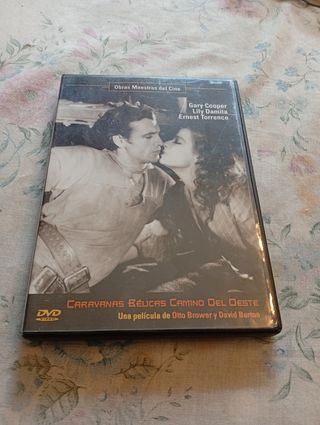 Obras Maestras del Cine
Gary Cooper
Lily Damita
Ernest Torrence
Caravanas Bélicas Camino Del Oeste
DVD
VIDEO
Una película de Otto Brower y David Burton